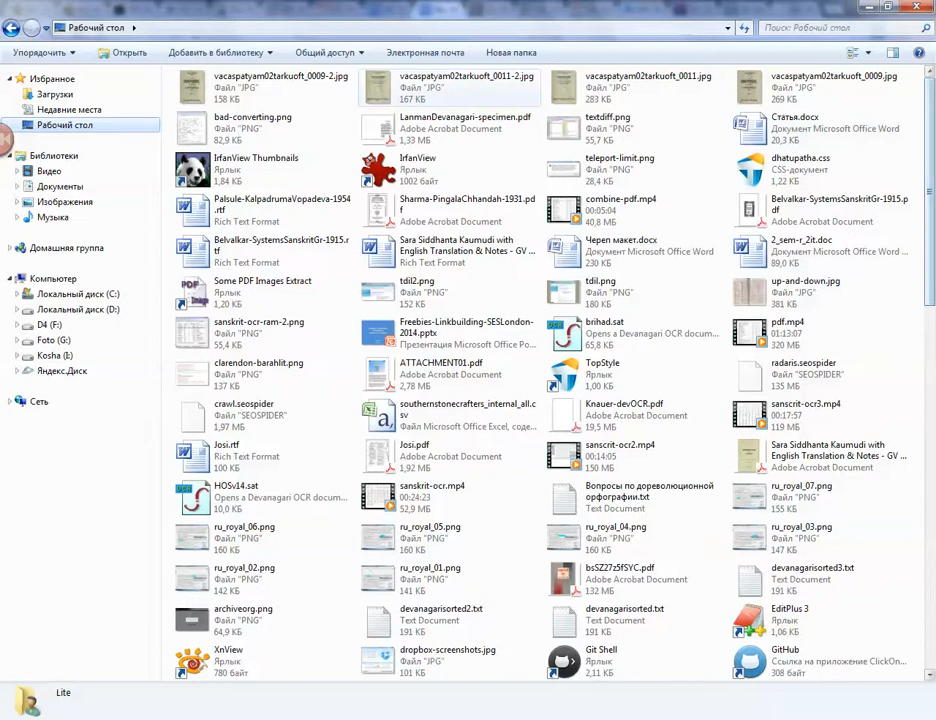 Рабочий стол
Поиск: Рабочий стол
Упорядочить
Открыть
Добавить в библиотеку
Общий доступ
Электронная почта
Новая папка
Избранное
Загрузки
Недавние места
Рабочий стол
Библиотеки
Видео
Документы
Изображения
Музыка
Домашняя группа
Компьютер
Локальный диск (C:)
Локальный диск (D:)
D4 (F:)
Foto (G:)
Kosha (I:)
Яндекс.Диск
Сеть
vacaspatyam02tarkuoft_0009-2.jpg
Файл "JPG"
158 КБ
vacaspatyam02tarkuoft_0011-2.jpg
Файл "JPG"
167 КБ
vacaspatyam02tarkuoft_0011.jpg
Файл "JPG"
283 КБ
vacaspatyam02tarkuoft_0009.jpg
Файл "JPG"
269 КБ
bad-converting.png
Файл "PNG"
82,9 КБ
LanmanDevanagari-specimen.pdf
Adobe Acrobat Document
1,33 МБ
textdiff.png
Файл "PNG"
55,7 КБ
Статья.docx
Документ Microsoft Office Word
20,3 КБ
IrfanView Thumbnails
Ярлык
1,84 КБ
IrfanView
Ярлык
1002 байт
teleport-limit.png
Файл "PNG"
28,4 КБ
dhatupatha.css
CSS-документ
1,22 КБ
Palsule-KalpadrumaVopadeva-1954
.rtf
Rich Text Format
Sharma-PingalaChhandah-1931.pd
f
Adobe Acrobat Document
combine-pdf.mp4
00:05:04
40,8 МБ
Belvalkar-SystemsSanskritGr-1915.p
df
Adobe Acrobat Document
Belvalkar-SystemsSanskritGr-1915.r
tf
Rich Text Format
Sara Siddhanta Kaumudi with
English Translation & Notes - GV ...
Rich Text Format
Череп макет.docx
Документ Microsoft Office Word
230 КБ
2_sem-r_2it.doc
Документ Microsoft Office Word
89,0 КБ
Some PDF Images Extract
Ярлык
1,20 КБ
tdil2.png
Файл "PNG"
152 КБ
tdil.png
Файл "PNG"
180 КБ
up-and-down.jpg
Файл "JPG"
381 КБ
sanskrit-ocr-ram-2.png
Файл "PNG"
55,4 КБ
Freebies-Linkbuilding-SESLondon-
2014.pptx
Презентация Microsoft Office Po...
brihad.sat
Opens a Devanagari OCR docum...
65,8 КБ
pdf.mp4
01:13:07
320 МБ
clarendon-barahlit.png
Файл "PNG"
137 КБ
ATTACHMENT01.pdf
Adobe Acrobat Document
2,78 МБ
TopStyle
Ярлык
1,00 КБ
radaris.seospider
Файл "SEOSPIDER"
135 МБ
crawl.seospider
Файл "SEOSPIDER"
1,97 МБ
southernstonecrafters_internal_all.c
sv
Файл Microsoft Office Excel, соде...
Knauer-devOCR.pdf
Adobe Acrobat Document
19,5 МБ
sanscrit-ocr3.mp4
00:17:57
119 МБ
Josi.rtf
Rich Text Format
100 КБ
Josi.pdf
Adobe Acrobat Document
1,92 МБ
sanscrit-ocr2.mp4
00:14:05
150 МБ
Sara Siddhanta Kaumudi with
English Translation & Notes - GV ...
Adobe Acrobat Document
HOSv14.sat
Opens a Devanagari OCR docum...
10,0 КБ
sanskrit-ocr.mp4
00:24:23
52,9 МБ
Вопросы по дореволюционной
орфографии.txt
Text Document
ru_royal_07.png
Файл "PNG"
155 КБ
ru_royal_06.png
Файл "PNG"
160 КБ
ru_royal_05.png
Файл "PNG"
160 КБ
ru_royal_04.png
Файл "PNG"
160 КБ
ru_royal_03.png
Файл "PNG"
147 КБ
ru_royal_02.png
Файл "PNG"
142 КБ
ru_royal_01.png
Файл "PNG"
141 КБ
bsSZ27z5fSYC.pdf
Adobe Acrobat Document
132 МБ
devanagarisorted3.txt
Text Document
191 КБ
archiveorg.png
Файл "PNG"
64,9 КБ
devanagarisorted2.txt
Text Document
191 КБ
devanagarisorted.txt
Text Document
191 КБ
EditPlus 3
Ярлык
1,06 КБ
XnView
Ярлык
780 байт
dropbox-screenshots.jpg
Файл "JPG"
176 КБ
Git Shell
Ярлык
2,11 КБ
GitHub
Ссылка на приложение ClickOn...
308 байт
Lite